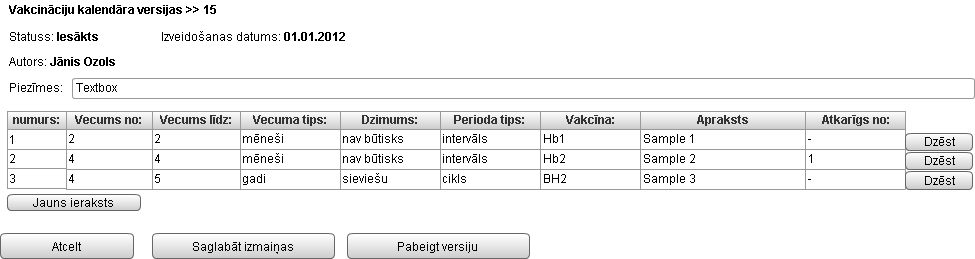 Vakcināciju kalendāra versijas >> 15
Statuss: Iesākts Izveidošanas datums: 01.01.2012
Autors: Jānis Ozols
Piezīmes: Textbox
numurs: Vecums no: Vecums līdz: Vecuma tips: Dzimums: Perioda tips: Vakcīna: Apraksts Atkarīgs no:
1 2 2 mēneši nav būtisks intervāls Hb1 Sample 1 - Dzēst
2 4 4 mēneši nav būtisks intervāls Hb2 Sample 2 1 Dzēst
3 4 5 gadi sieviešu cikls BH2 Sample 3 - Dzēst
Jauns ieraksts
Atcelt Saglabāt izmaiņas Pabeigt versiju